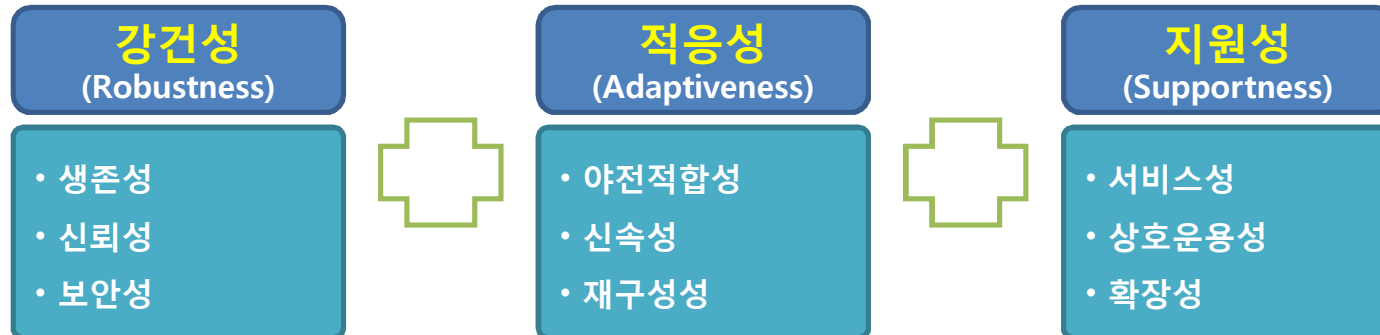 강건성
(Robustness)
· 생존성
· 신뢰성
· 보안성
적응성
(Adaptiveness)
· 야전적합성
· 신속성
· 재구성성
지원성
(Supportness)
· 서비스성
· 상호운용성
· 확장성